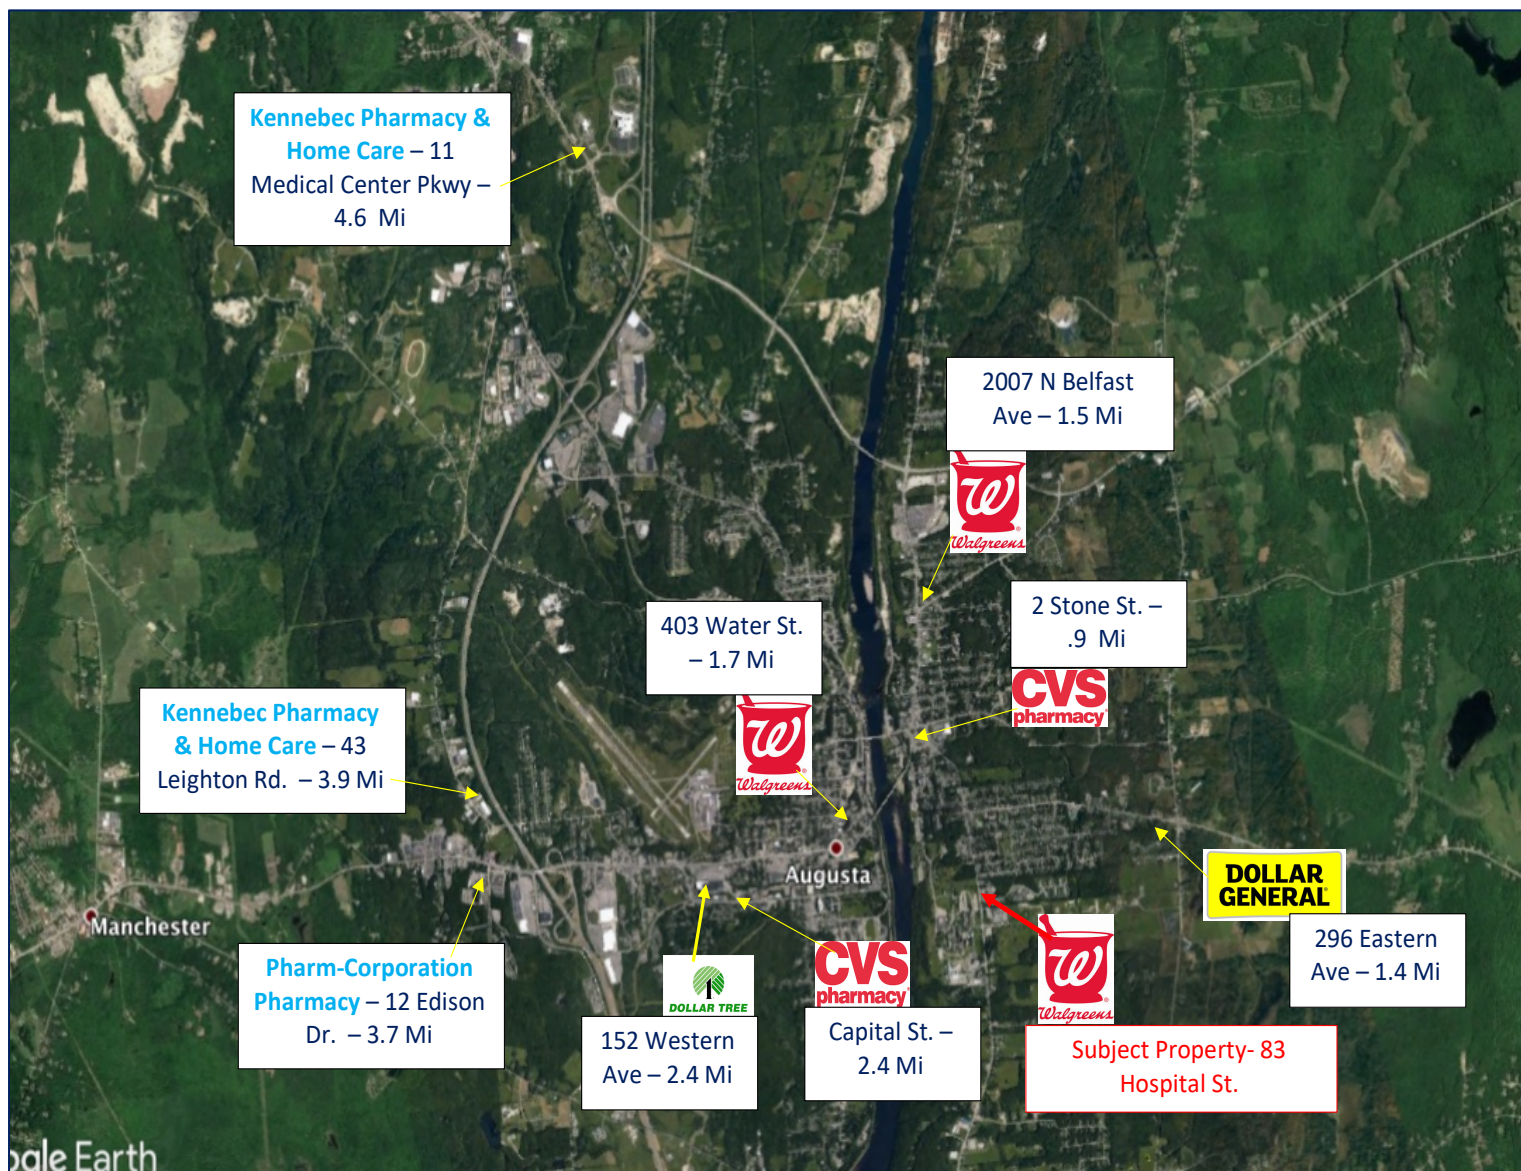 Kennebec Pharmacy &
Home Care – 11
Medical Center Pkwy –
4.6 Mi
2007 N Belfast
Ave – 1.5 Mi
W
Walgreens
2 Stone St. –
.9 Mi
CVS
pharmacy
403 Water St.
– 1.7 Mi
W
Walgreens
Kennebec Pharmacy
& Home Care – 43
Leighton Rd. – 3.9 Mi
Augusta
Manchester
DOLLAR
GENERAL
296 Eastern
Ave – 1.4 Mi
Pharm-Corporation
Pharmacy – 12 Edison
Dr. – 3.7 Mi
DOLLAR TREE
152 Western
Ave – 2.4 Mi
CVS
pharmacy
Capital St. –
2.4 Mi
W
Walgreens
Subject Property- 83
Hospital St.
ogle Earth